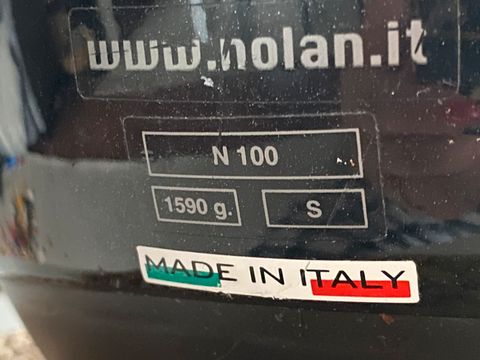 www.nolan.it
N 100
1590 g.
S
MADE IN ITALY